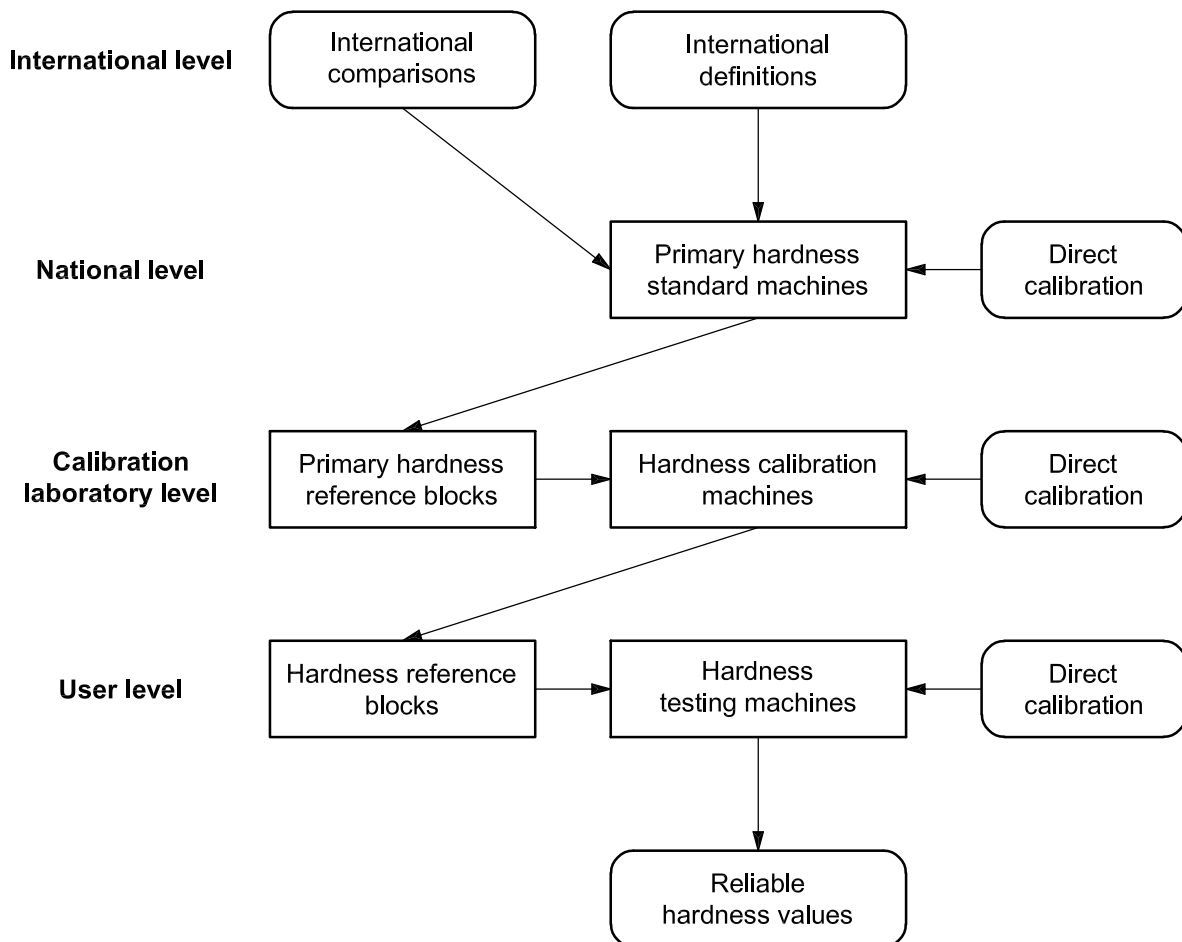 International level
International
comparisons
International
definitions
National level
Primary hardness
standard machines
Direct
calibration
Calibration
laboratory level
Primary hardness
reference blocks
Hardness calibration
machines
Direct
calibration
User level
Hardness reference
blocks
Hardness
testing machines
Direct
calibration
Reliable
hardness values